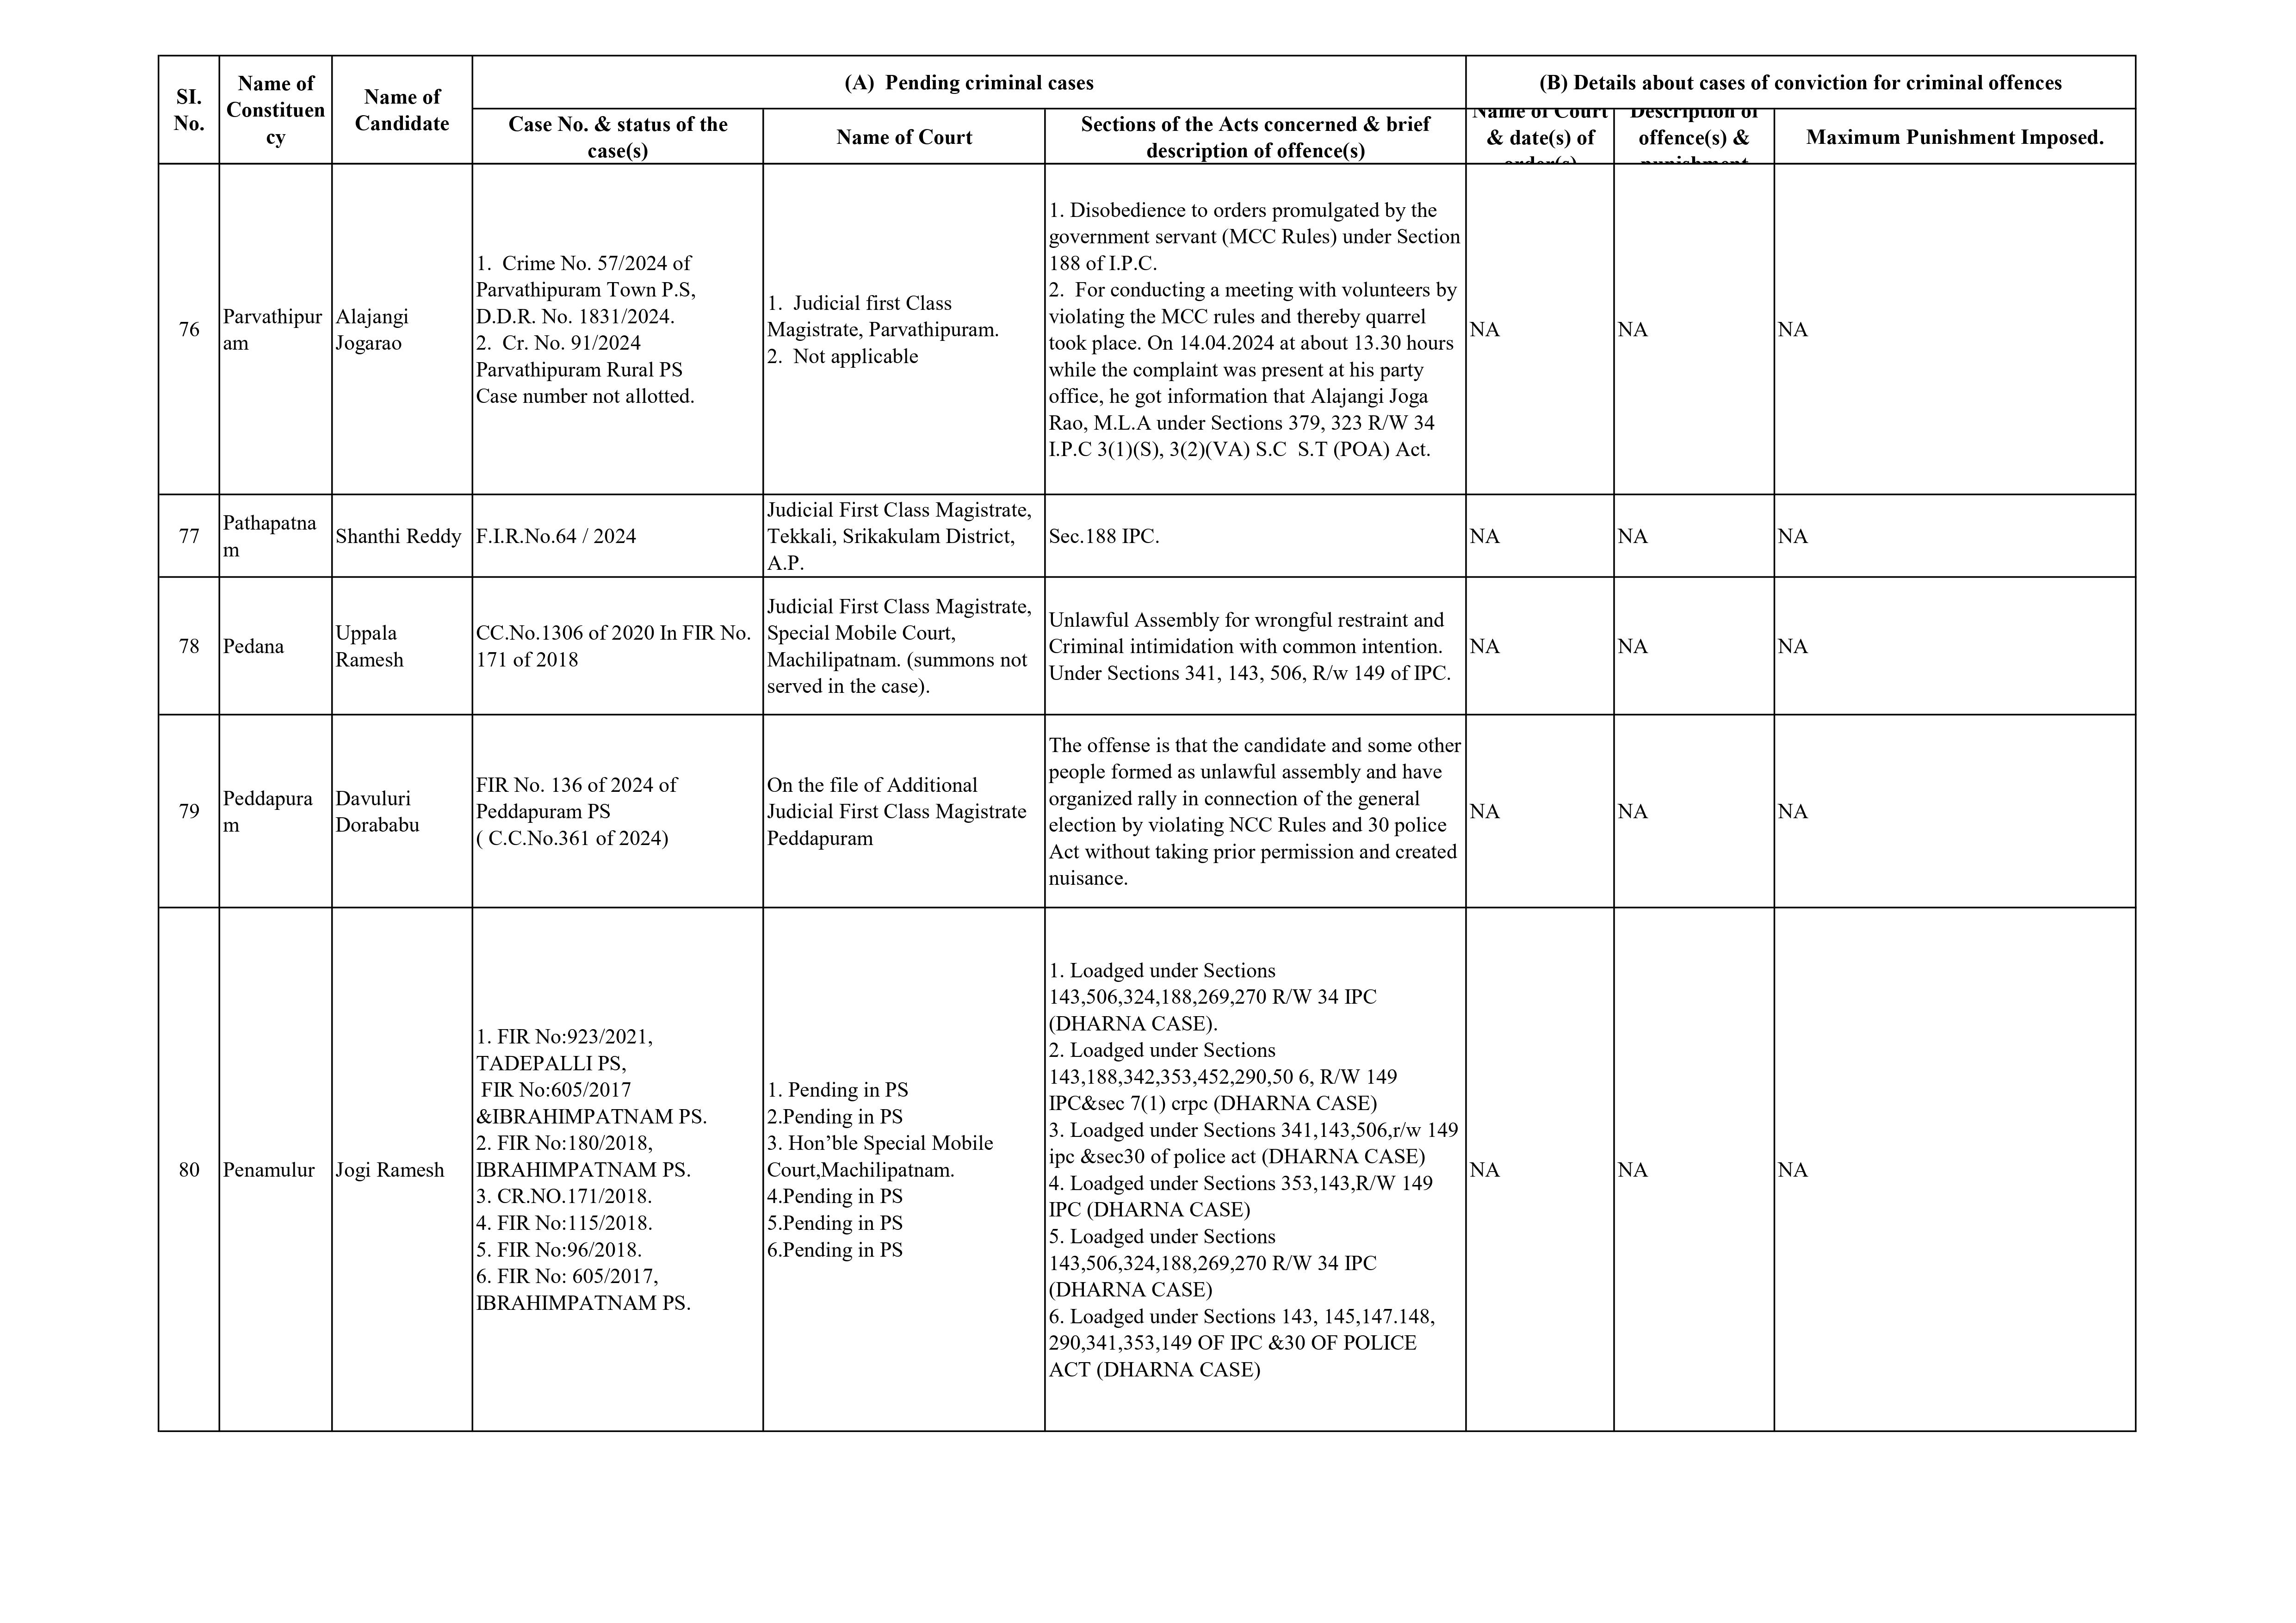 SI.
No.
Name of
Constituen
cy
Name of
Candidate
(A)  Pending criminal cases
(B) Details about cases of conviction for criminal offences
Case No. & status of the
case(s)
Name of Court
Sections of the Acts concerned & brief
description of offence(s)
Name of Court
& date(s) of
order(s)
Description of
offence(s) &
punishment
Maximum Punishment Imposed.
76
Parvathipur
am
Alajangi
Jogarao
1.  Crime No. 57/2024 of
Parvathipuram Town P.S,
D.D.R. No. 1831/2024.
2.  Cr. No. 91/2024
Parvathipuram Rural PS
Case number not allotted.
1.  Judicial first Class
Magistrate, Parvathipuram.
2.  Not applicable
1. Disobedience to orders promulgated by the
government servant (MCC Rules) under Section
188 of I.P.C.
2.  For conducting a meeting with volunteers by
violating the MCC rules and thereby quarrel
took place. On 14.04.2024 at about 13.30 hours
while the complaint was present at his party
office, he got information that Alajangi Joga
Rao, M.L.A under Sections 379, 323 R/W 34
I.P.C 3(1)(S), 3(2)(VA) S.C  S.T (POA) Act.
NA
NA
NA
77
Pathapatna
m
Shanthi Reddy
F.I.R.No.64 / 2024
Judicial First Class Magistrate,
Tekkali, Srikakulam District,
A.P.
Sec.188 IPC.
NA
NA
NA
78
Pedana
Uppala
Ramesh
CC.No.1306 of 2020 In FIR No.
171 of 2018
Judicial First Class Magistrate,
Special Mobile Court,
Machilipatnam. (summons not
served in the case).
Unlawful Assembly for wrongful restraint and
Criminal intimidation with common intention.
Under Sections 341, 143, 506, R/w 149 of IPC.
NA
NA
NA
79
Peddapura
m
Davuluri
Dorababu
FIR No. 136 of 2024 of
Peddapuram PS
( C.C.No.361 of 2024)
On the file of Additional
Judicial First Class Magistrate
Peddapuram
The offense is that the candidate and some other
people formed as unlawful assembly and have
organized rally in connection of the general
election by violating NCC Rules and 30 police
Act without taking prior permission and created
nuisance.
NA
NA
NA
80
Penamulur
Jogi Ramesh
1. FIR No:923/2021,
TADEPALLI PS,
FIR No:605/2017
&IBRAHIMPATNAM PS.
2. FIR No:180/2018,
IBRAHIMPATNAM PS.
3. CR.NO.171/2018.
4. FIR No:115/2018.
5. FIR No:96/2018.
6. FIR No: 605/2017,
IBRAHIMPATNAM PS.
1. Pending in PS
2.Pending in PS
3. Hon’ble Special Mobile
Court,Machilipatnam.
4.Pending in PS
5.Pending in PS
6.Pending in PS
1. Loadged under Sections
143,506,324,188,269,270 R/W 34 IPC
(DHARNA CASE).
2. Loadged under Sections
143,188,342,353,452,290,50 6, R/W 149
IPC&sec 7(1) crpc (DHARNA CASE)
3. Loadged under Sections 341,143,506,r/w 149
ipc &sec30 of police act (DHARNA CASE)
4. Loadged under Sections 353,143,R/W 149
IPC (DHARNA CASE)
5. Loadged under Sections
143,506,324,188,269,270 R/W 34 IPC
(DHARNA CASE)
6. Loadged under Sections 143, 145,147.148,
290,341,353,149 OF IPC &30 OF POLICE
ACT (DHARNA CASE)
NA
NA
NA